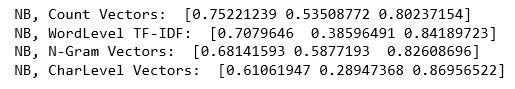 NB, Count Vectors:  [0.75221239 0.53508772 0.80237154]
NB, WordLevel TF-IDF:  [0.7079646  0.38596491 0.84189723]
NB, N-Gram Vectors:  [0.68141593 0.5877193  0.82608696]
NB, CharLevel Vectors:  [0.61061947 0.28947368 0.86956522]